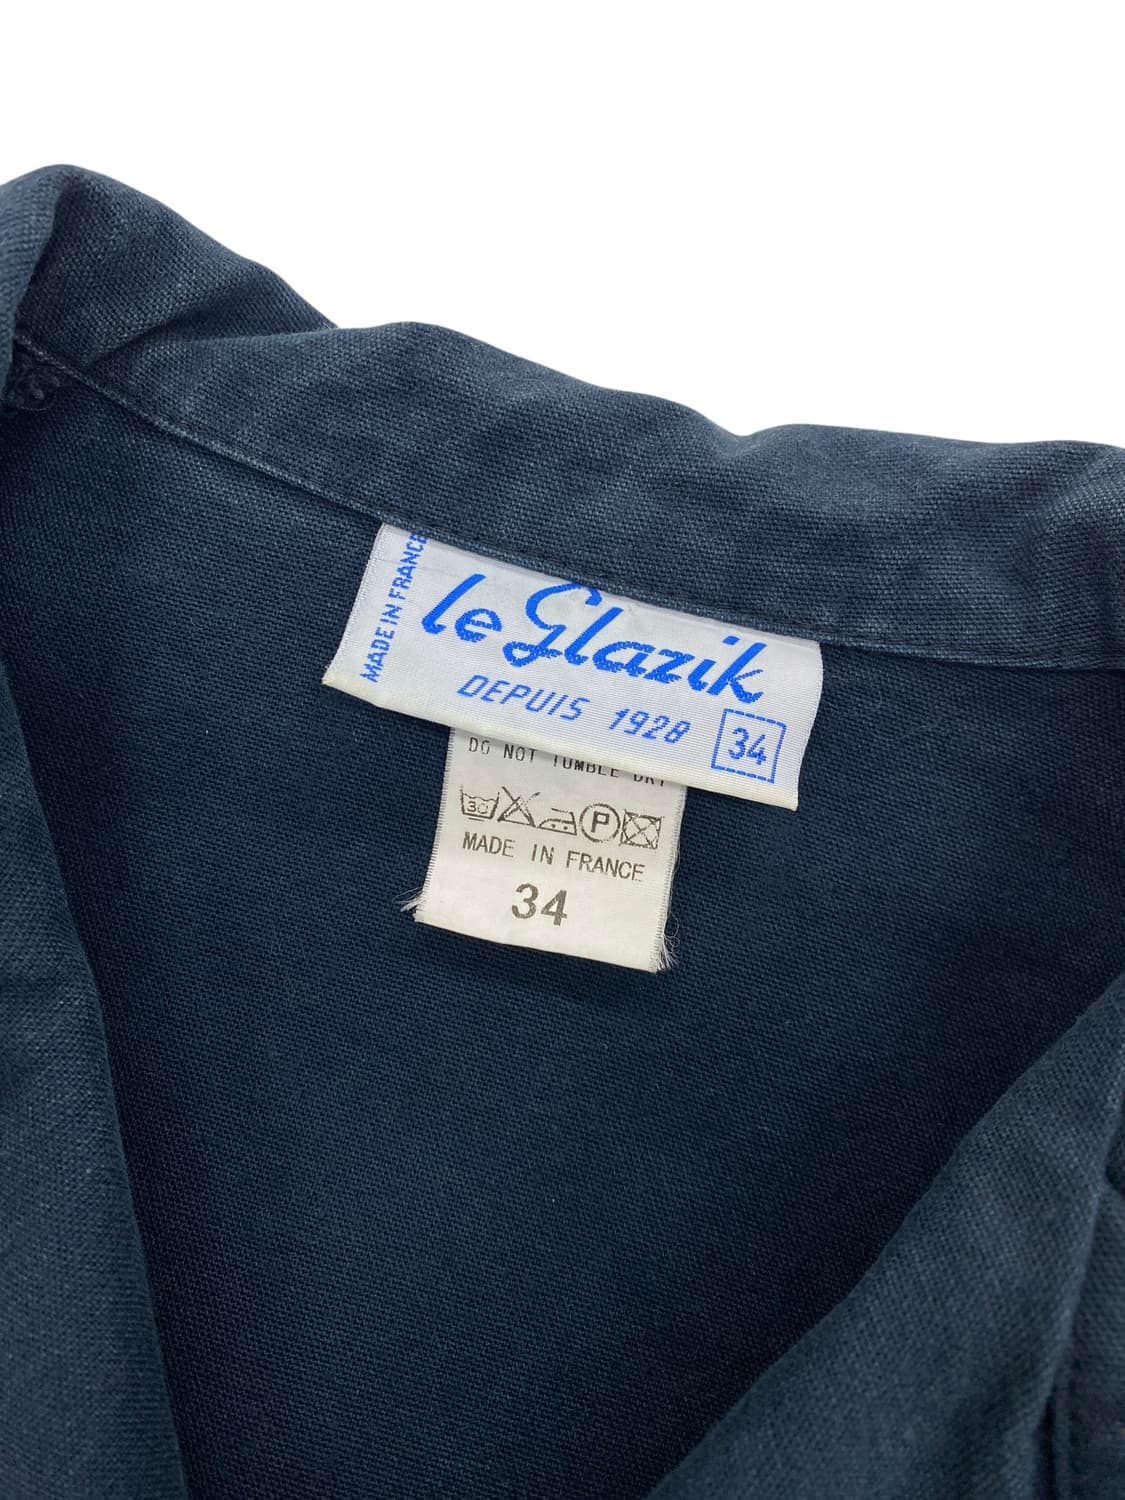 MADE IN FRANCE
le Glazik
DEPUIS 1928
34
DO NOT TUMBLE DRY
30 P
MADE IN FRANCE
34